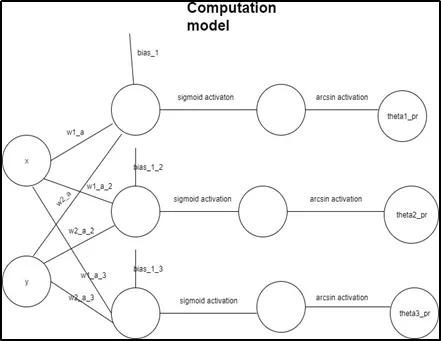 Computation
model
bias_1
sigmoid activaton
arcsin activation
theta1_pr
w1_a
x
bias_1_2
w1_a_2
w2_a
sigmoid activation
arcsin activation
theta2_pr
w2_a_2
y
w1_a_3
bias_1_3
w2_a_3
sigmoid activation
arcsin activation
theta3_pr